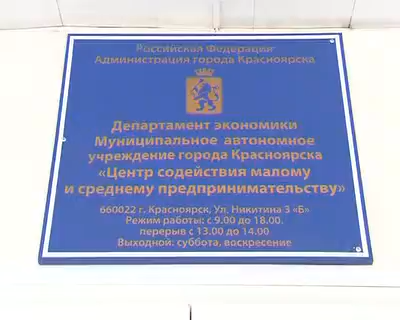 Российская Федерация
Администрация города Красноярска
Департамент экономики
Муниципальное автономное
учреждение города Красноярска
«Центр содействия малому
и среднему предпринимательству»
660022 г. Красноярск, Ул. Никитина 3 «Б»
Режим работы: с 9.00 до 18.00.
перерыв с 13.00 до 14.00
Выходной: суббота, воскресение